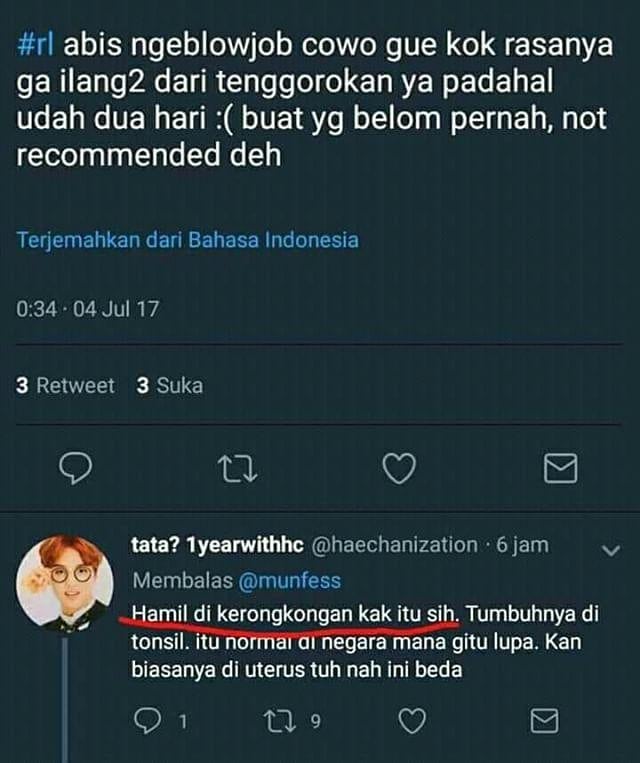 #rl abis ngeblowjob cowo gue kok rasanya
ga ilang2 dari tenggorokan ya padahal
udah dua hari :( buat yg belom pernah, not
recommended deh
Terjemahkan dari Bahasa Indonesia
0:34 · 04 Jul 17
3 Retweet 3 Suka
tata? 1yearwithhc @haechanization · 6 jam
Membalas @munfess
Hamil di kerongkongan kak itu sih. Tumbuhnya di
tonsil. itu normal di negara mana gitu lupa. Kan
biasanya di uterus tuh nah ini beda
1 9